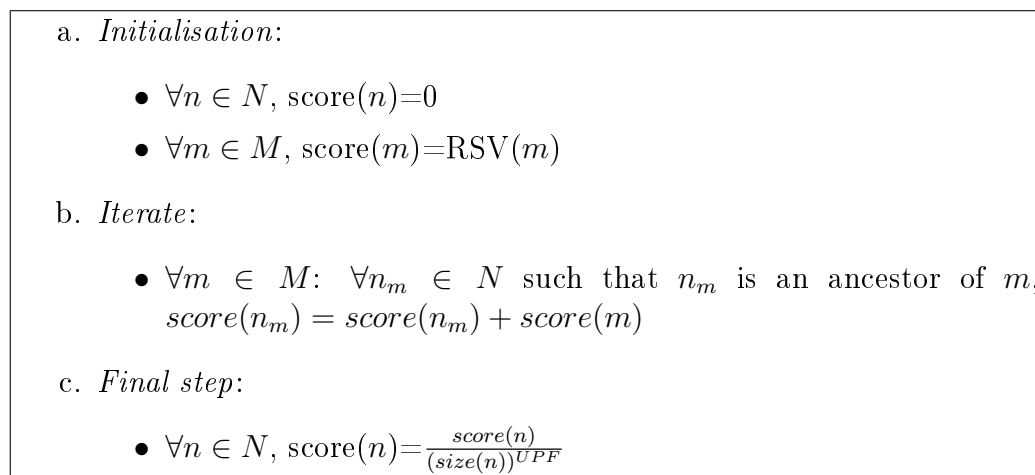 a. Initialisation:
• ∀n ∈ N, score(n)=0
• ∀m ∈ M, score(m)=RSV(m)
b. Iterate:
• ∀m ∈ M: ∀n_m ∈ N such that n_m is an ancestor of m,
score(n_m) = score(n_m) + score(m)
c. Final step:
• ∀n ∈ N, score(n)=\frac{score(n)}{(size(n))^{UPF}}